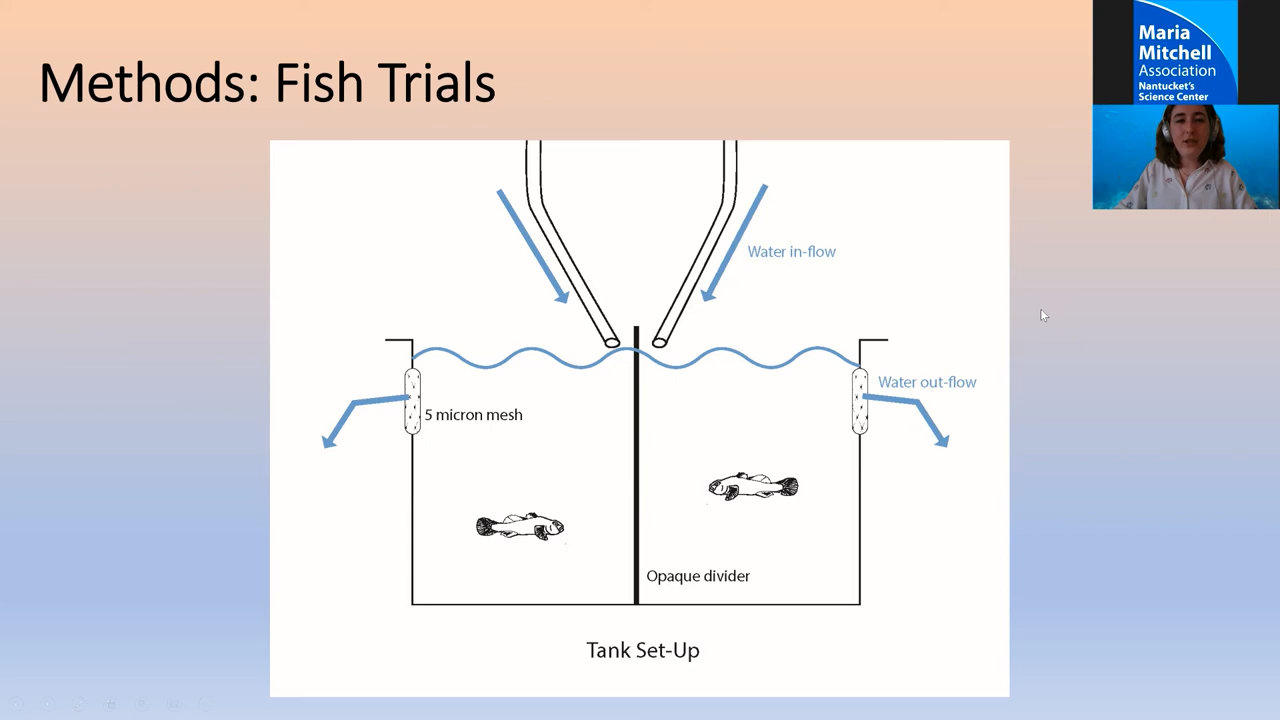 Methods: Fish Trials
Maria
Mitchell
Association
Nantucket's
Science Center
Water in-flow
Water out-flow
5 micron mesh
Opaque divider
Tank Set-Up